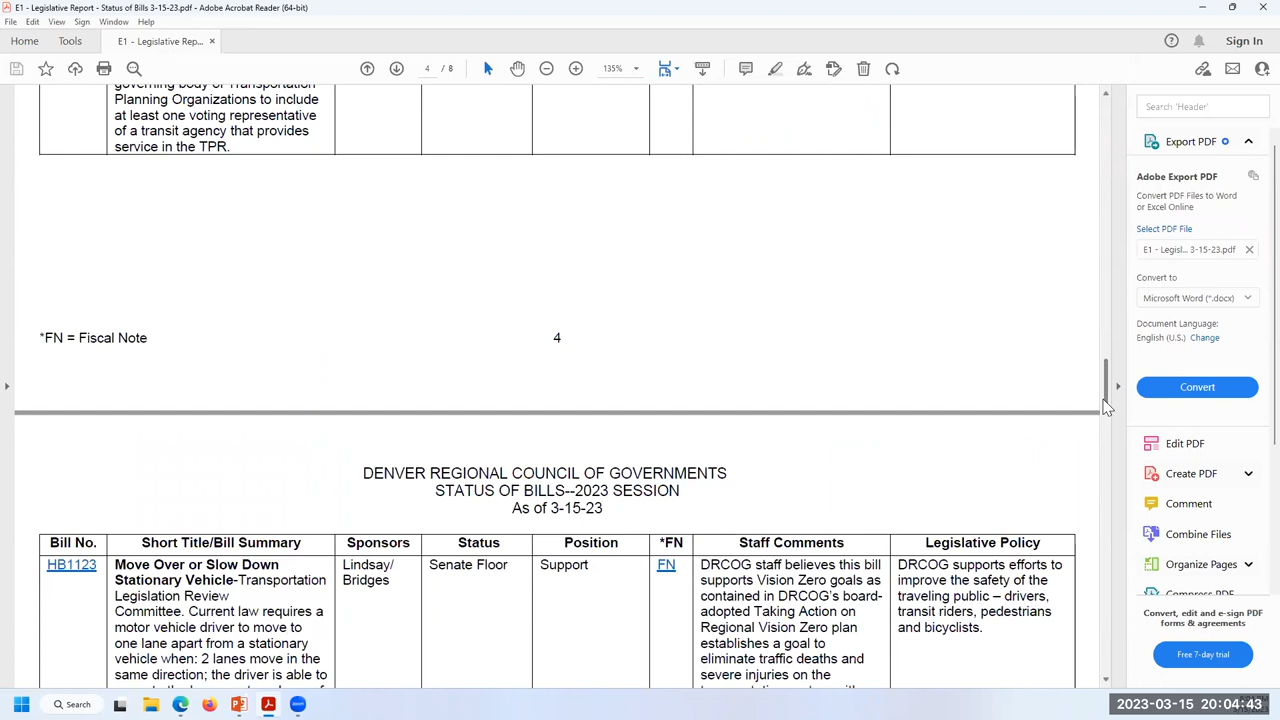 E1 - Legislative Report - Status of Bills 3-15-23.pdf - Adobe Acrobat Reader (64-bit)
File Edit View Sign Window Help
Home Tools E1 - Legislative Rep... × Sign In
4 / 8 135%
governing body of Transportation
Planning Organizations to include
at least one voting representative
of a transit agency that provides
service in the TPR.
*FN = Fiscal Note 4
DENVER REGIONAL COUNCIL OF GOVERNMENTS
STATUS OF BILLS--2023 SESSION
As of 3-15-23
Bill No. Short Title/Bill Summary Sponsors Status Position *FN Staff Comments Legislative Policy
HB1123 Move Over or Slow Down Lindsay/ Senate Floor Support FN DRCOG staff believes this bill DRCOG supports efforts to
Stationary Vehicle-Transportation Bridges supports Vision Zero goals as improve the safety of the
Legislation Review contained in DRCOG's board- traveling public – drivers,
Committee. Current law requires a adopted Taking Action on transit riders, pedestrians
motor vehicle driver to move to Regional Vision Zero plan and bicyclists.
one lane apart from a stationary establishes a goal to
vehicle when: 2 lanes move in the eliminate traffic deaths and
same direction; the driver is able to severe injuries on the
Search 'Header'
Export PDF
Adobe Export PDF
Convert PDF Files to Word
or Excel Online
Select PDF File
E1 - Legisl... 3-15-23.pdf
Convert to
Microsoft Word (*.docx)
Document Language:
English (U.S.) Change
Convert
Edit PDF
Create PDF
Comment
Combine Files
Organize Pages
Compress PDF
Convert, edit and e-sign PDF
forms & agreements
Free 7-day trial
Search
2023-03-15 20:04:43